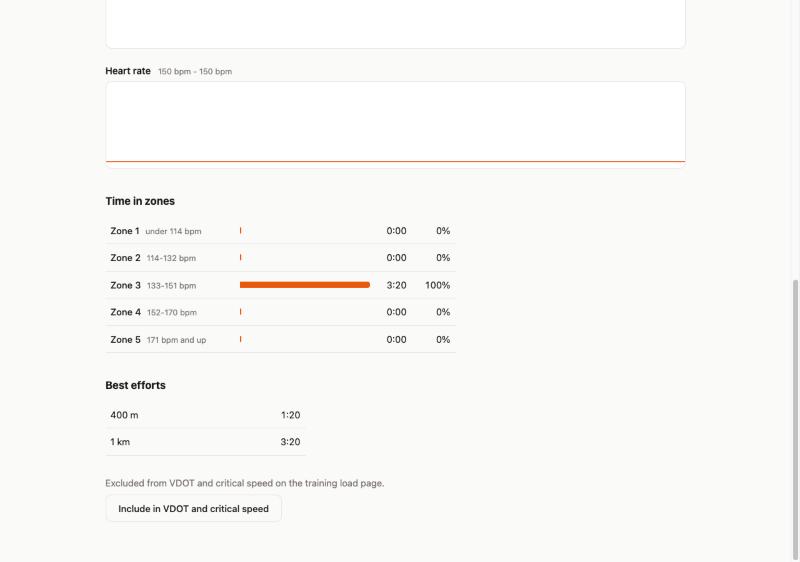 Heart rate 150 bpm - 150 bpm
Time in zones
Zone 1 under 114 bpm 0:00 0%
Zone 2 114-132 bpm 0:00 0%
Zone 3 133-151 bpm 3:20 100%
Zone 4 152-170 bpm 0:00 0%
Zone 5 171 bpm and up 0:00 0%
Best efforts
400 m 1:20
1 km 3:20
Excluded from VDOT and critical speed on the training load page.
Include in VDOT and critical speed